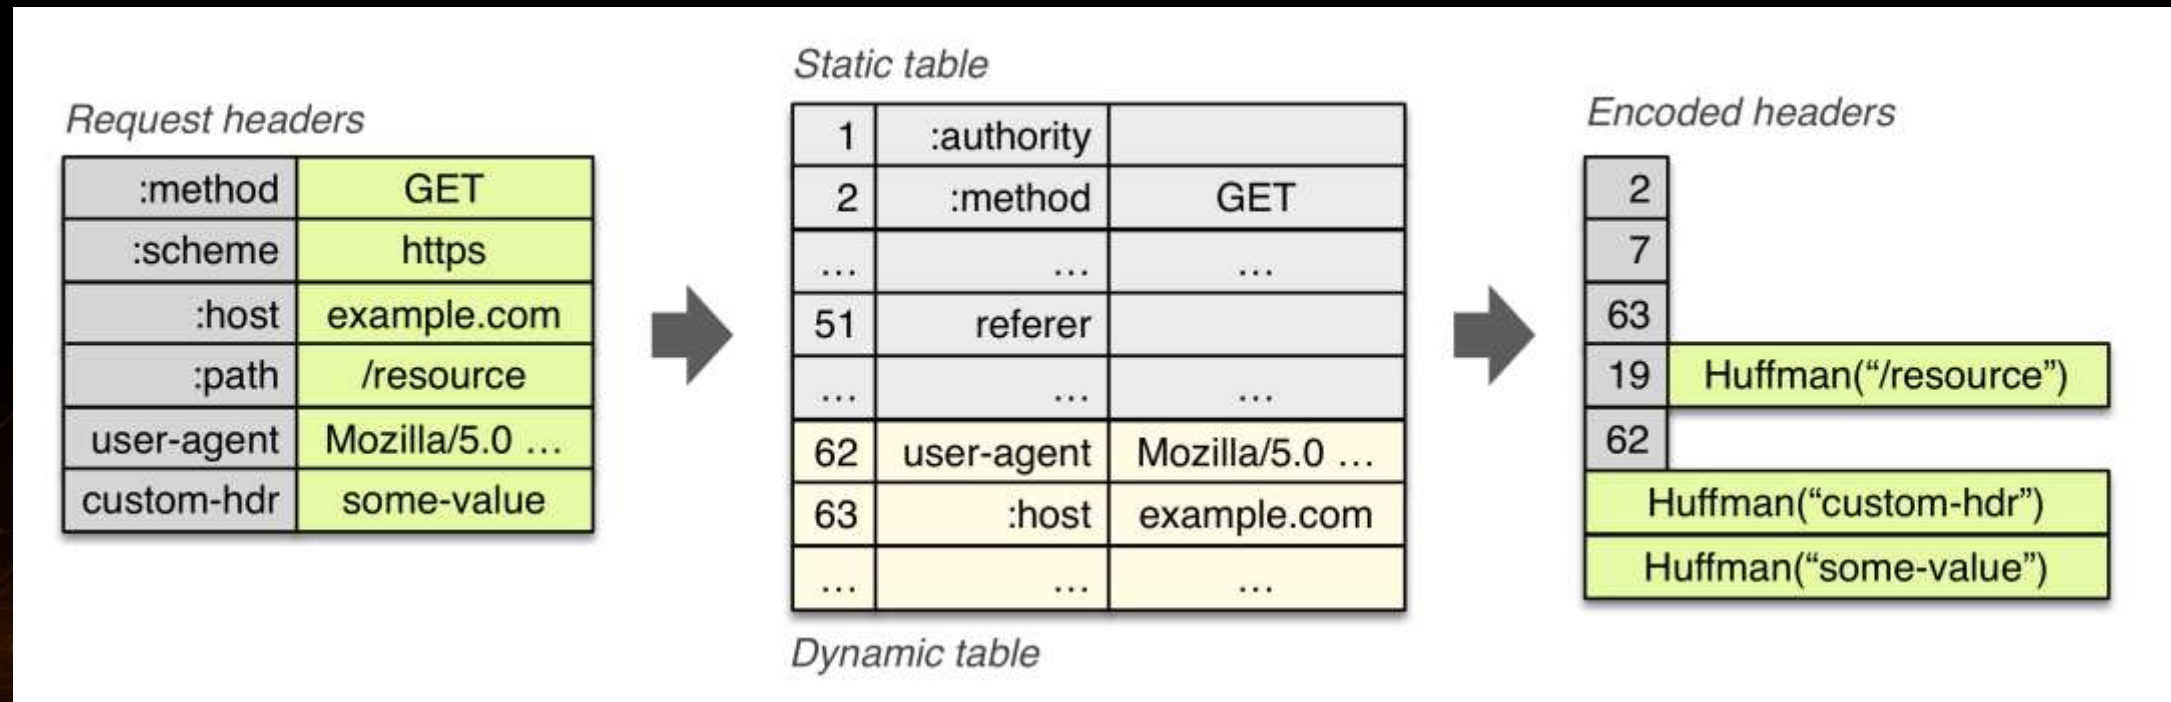 Request headers
:method GET
:scheme https
:host example.com
:path /resource
user-agent Mozilla/5.0 ...
custom-hdr some-value
Static table
1 :authority
2 :method GET
... ... ...
51 referer
... ... ...
62 user-agent Mozilla/5.0 ...
63 :host example.com
... ... ...
Dynamic table
Encoded headers
2
7
63
19 Huffman(“/resource”)
62
Huffman(“custom-hdr”)
Huffman(“some-value”)